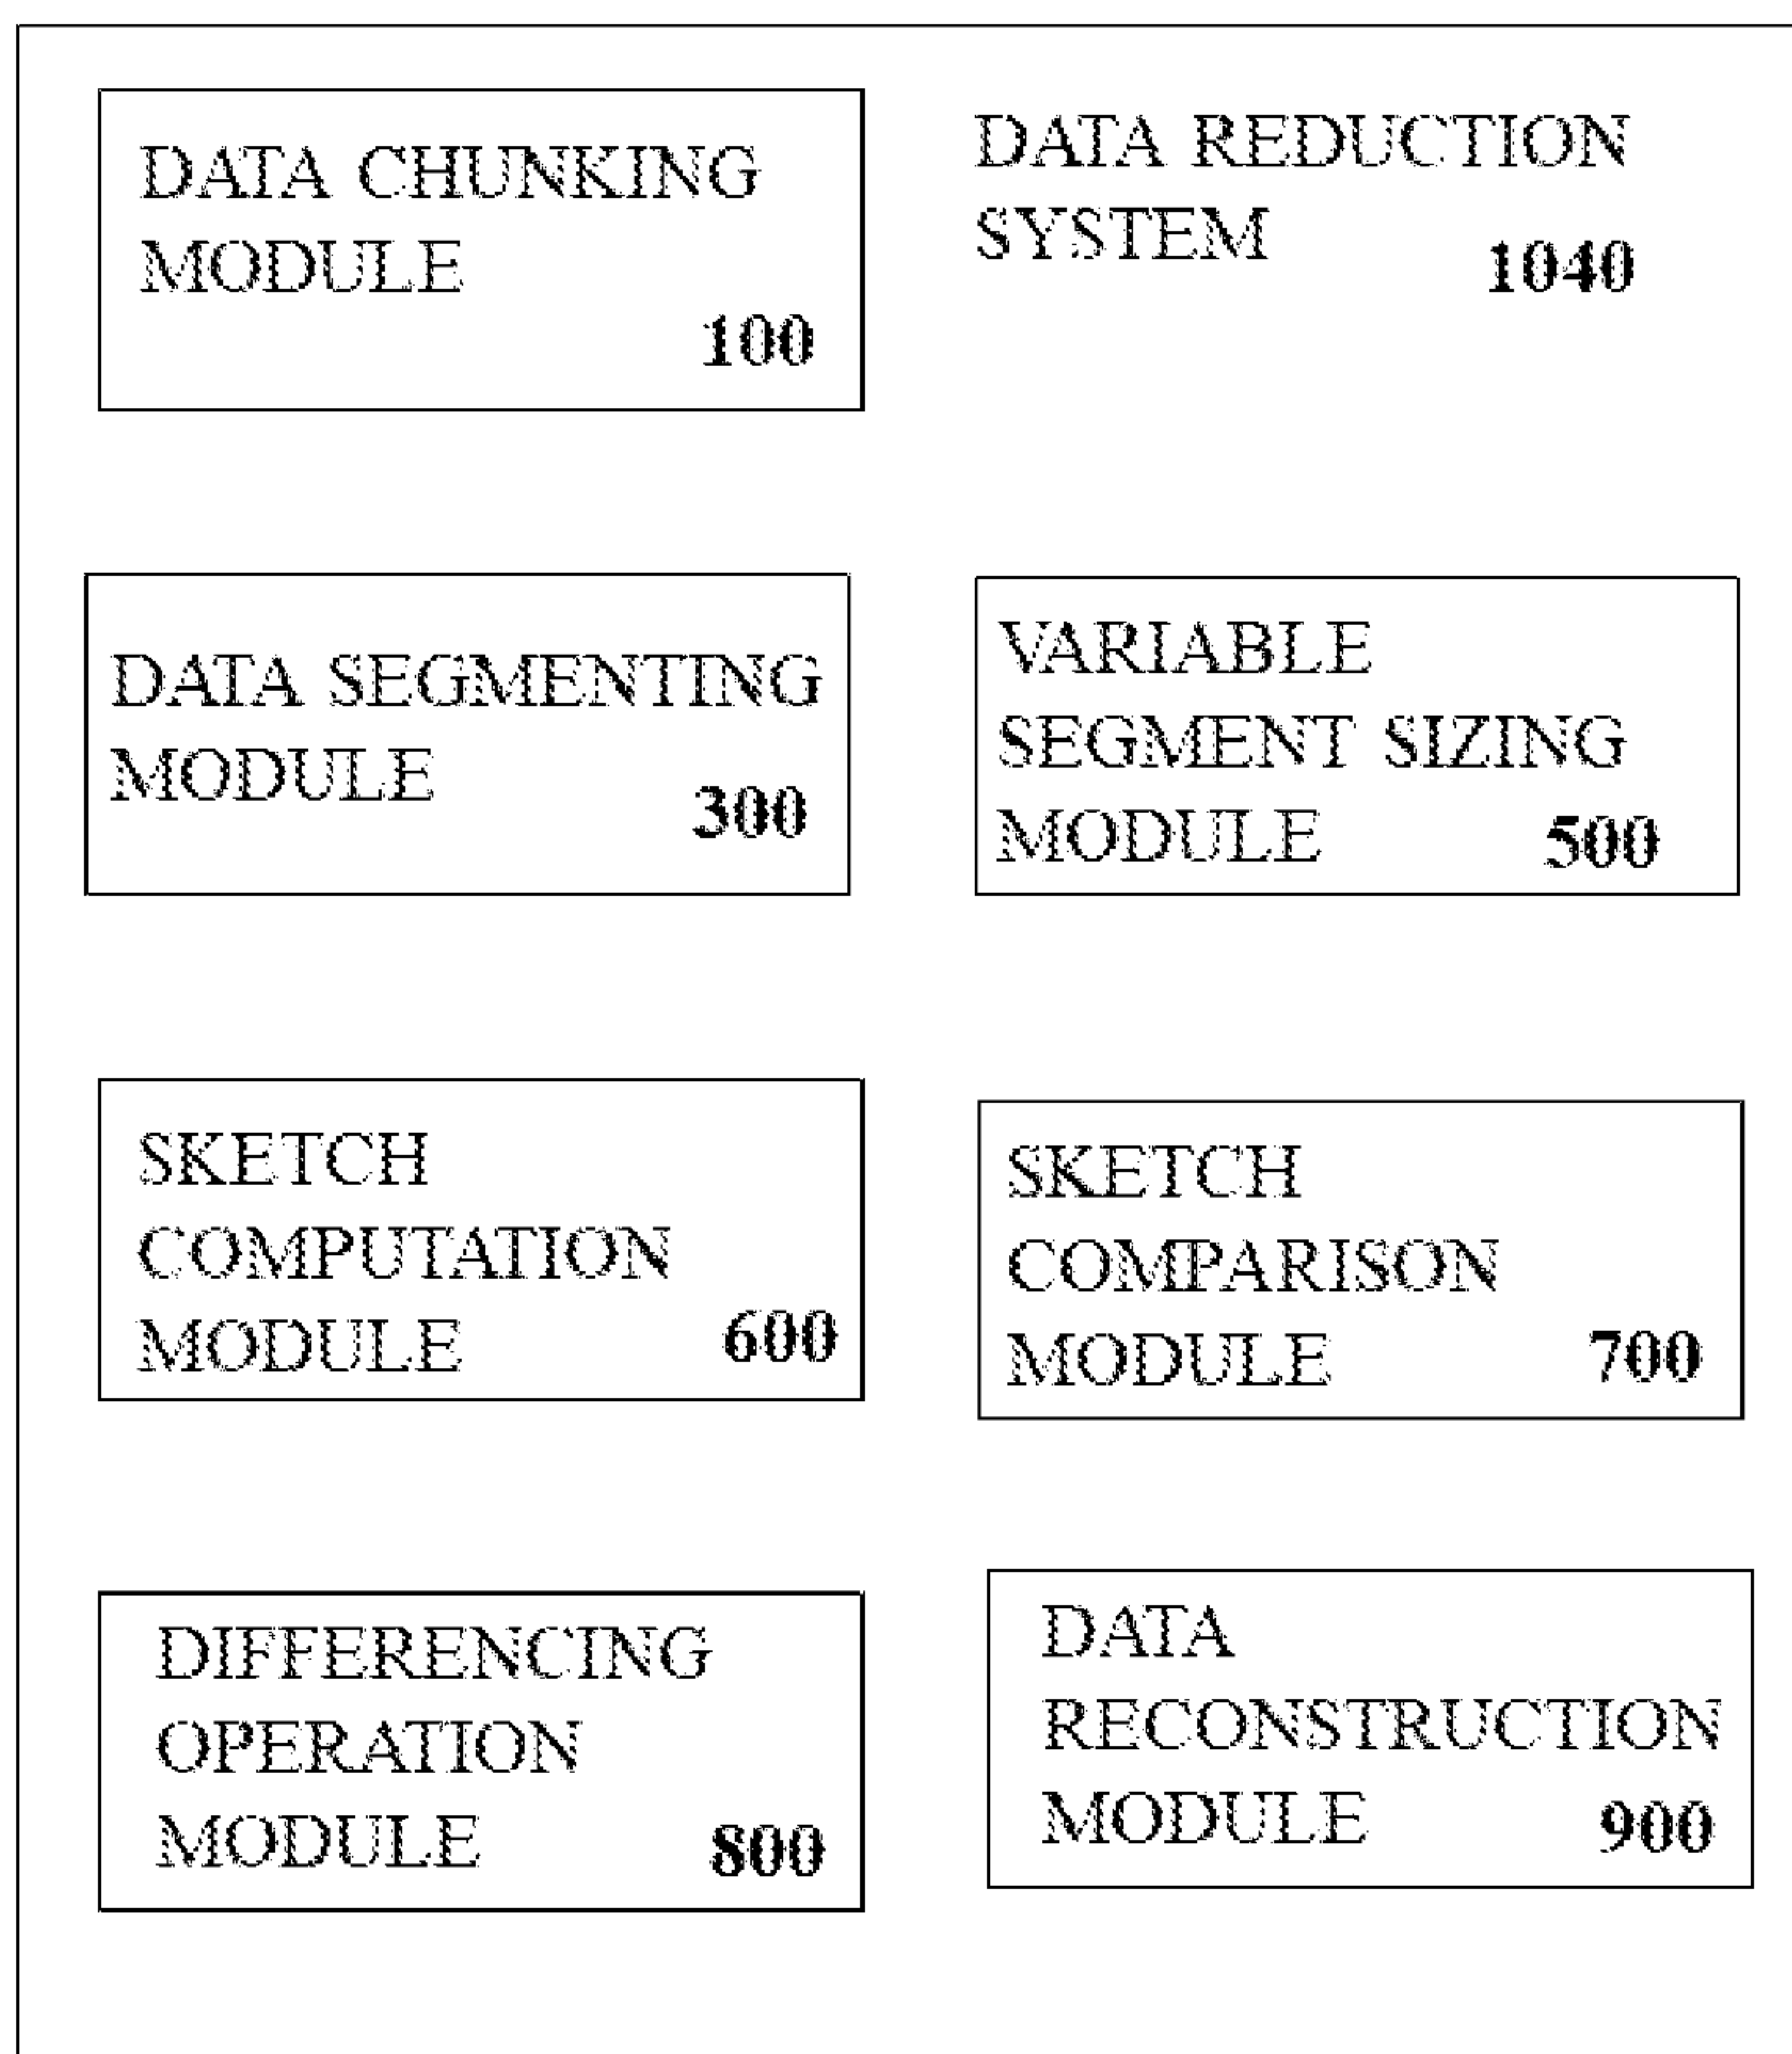 DATA CHUNKING
MODULE
100
DATA REDUCTION
SYSTEM
1040
DATA SEGMENTING
MODULE
300
VARIABLE
SEGMENT SIZING
MODULE 500
SKETCH
COMPUTATION
MODULE 600
SKETCH
COMPARISON
MODULE 700
DIFFERENCING
OPERATION
MODULE 800
DATA
RECONSTRUCTION
MODULE 900